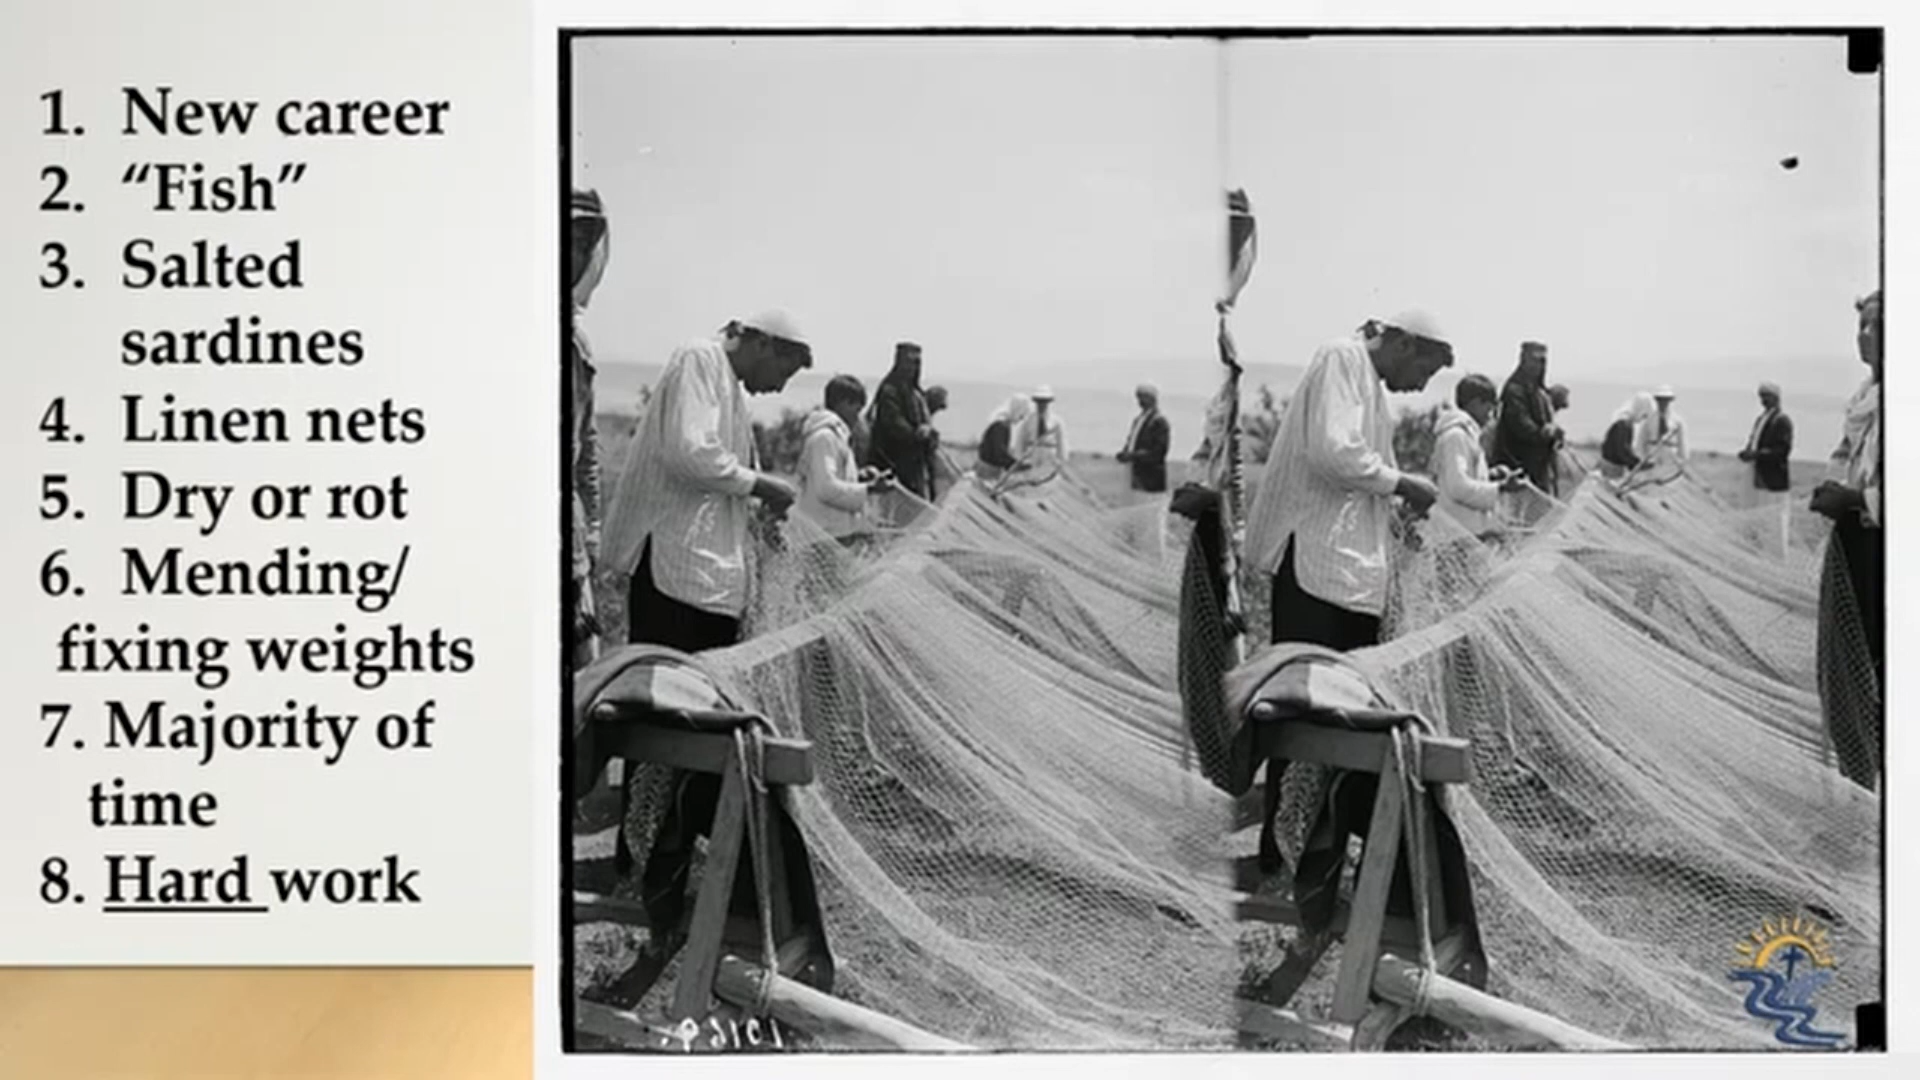 1. New career
2. “Fish”
3. Salted
sardines
4. Linen nets
5. Dry or rot
6. Mending/
fixing weights
7. Majority of
time
8. Hard work